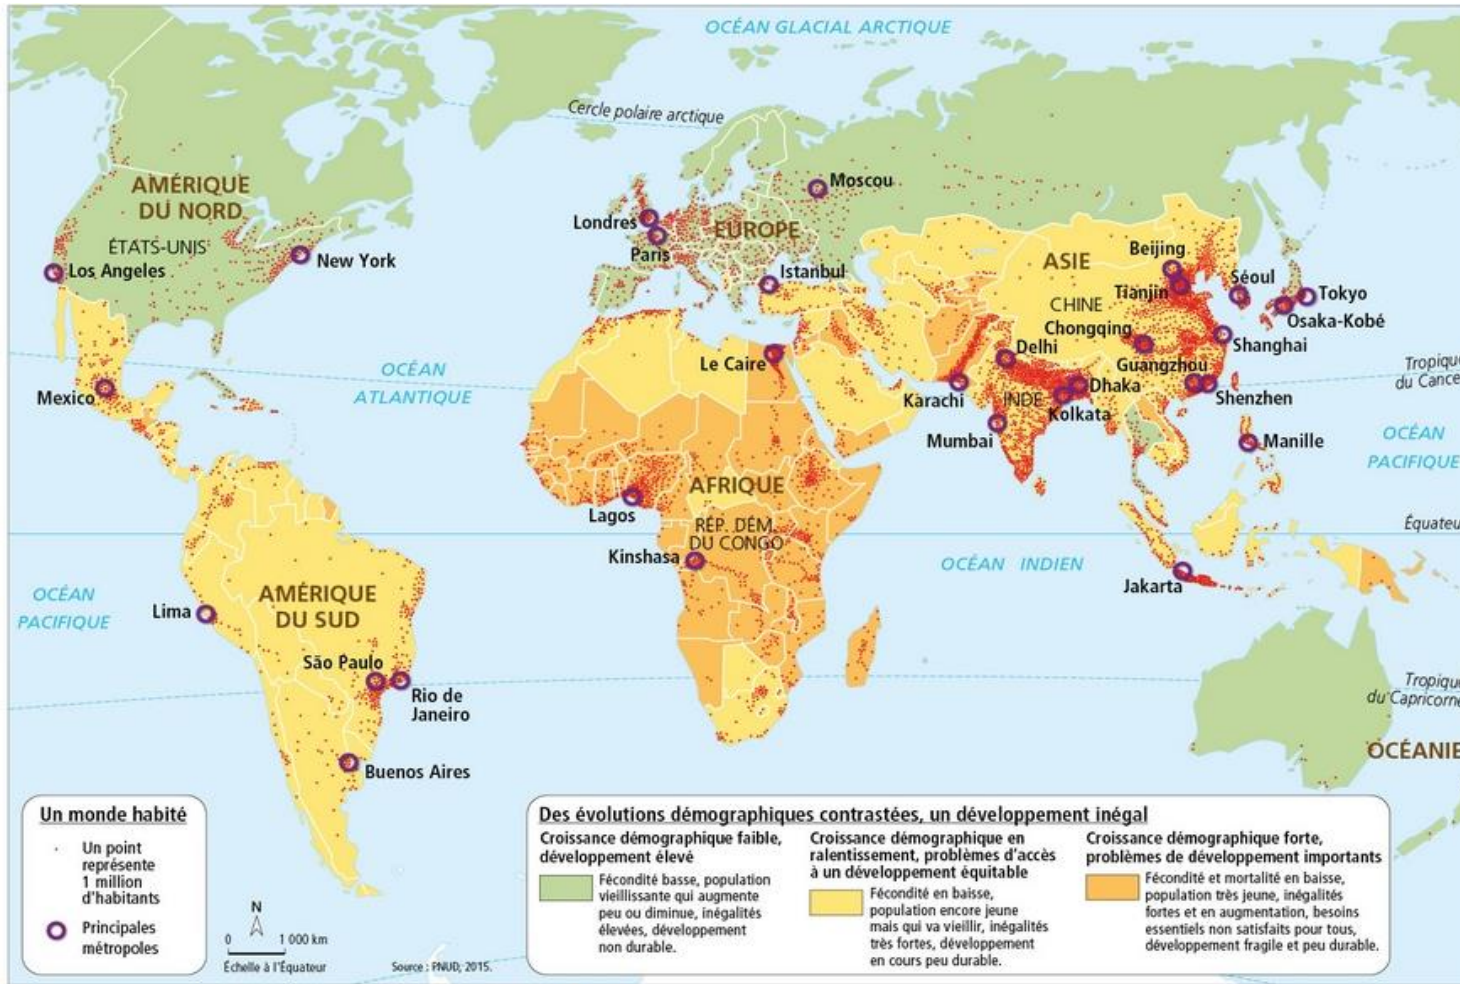 OCÉAN GLACIAL ARCTIQUE
Cercle polaire arctique
AMÉRIQUE
DU NORD
ÉTATS-UNIS
Los Angeles
New York
Mexico
OCÉAN
ATLANTIQUE
Londres
Paris
EUROPE
Moscou
Istanbul
ASIE
CHINE
Beijing
Tianjin
Séoul
Tokyo
Osaka-Kobé
Chongqing
Shanghai
Delhi
Guangzhou
Shenzhen
Le Caire
Karachi
INDE
Dhaka
Kolkata
Mumbai
Manille
Tropique
du Cance
OCÉAN
PACIFIQUE
AFRIQUE
Lagos
RÉP. DÉM.
DU CONGO
Kinshasa
Équateu
OCÉAN INDIEN
Jakarta
OCÉAN
PACIFIQUE
Lima
AMÉRIQUE
DU SUD
São Paulo
Rio de
Janeiro
Buenos Aires
Tropique
du Capricorne
OCÉANIE
Un monde habité
Un point
représente
1 million
d'habitants
Principales
métropoles
N
0 1 000 km
Échelle à l'Équateur
Source : PNUD, 2015.
Des évolutions démographiques contrastées, un développement inégal
Croissance démographique faible,
développement élevé
Fécondité basse, population
vieillissante qui augmente
peu ou diminue, inégalités
élevées, développement
non durable.
Croissance démographique en
ralentissement, problèmes d'accès
à un développement équitable
Fécondité en baisse,
population encore jeune
mais qui va vieillir, inégalités
très fortes, développement
en cours peu durable.
Croissance démographique forte,
problèmes de développement importants
Fécondité et mortalité en baisse,
population très jeune, inégalités
fortes et en augmentation, besoins
essentiels non satisfaits pour tous,
développement fragile et peu durable.